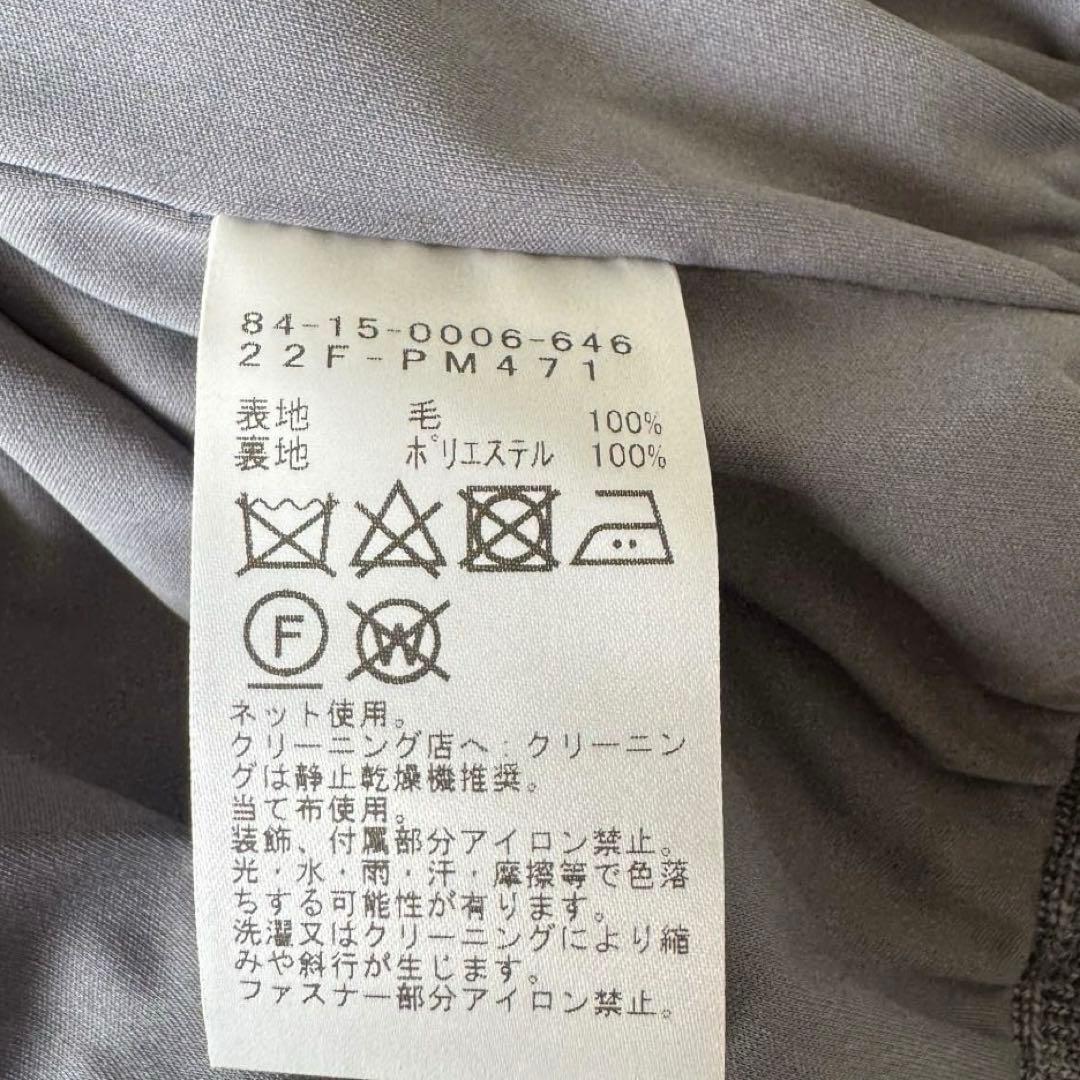 84-15-0006-646
22F-PM471
表地 毛 100%
裏地 ポリエステル 100%
F W
ネット使用。
クリーニング店へ:クリーニン
グは静止乾燥機推奨。
当て布使用。
装飾、付属部分アイロン禁止。
光・水・雨・汗・摩擦等で色落
ちする可能性が有ります。
洗濯又はクリーニングにより縮
みや斜行が生じます。
ファスナー部分アイロン禁止。